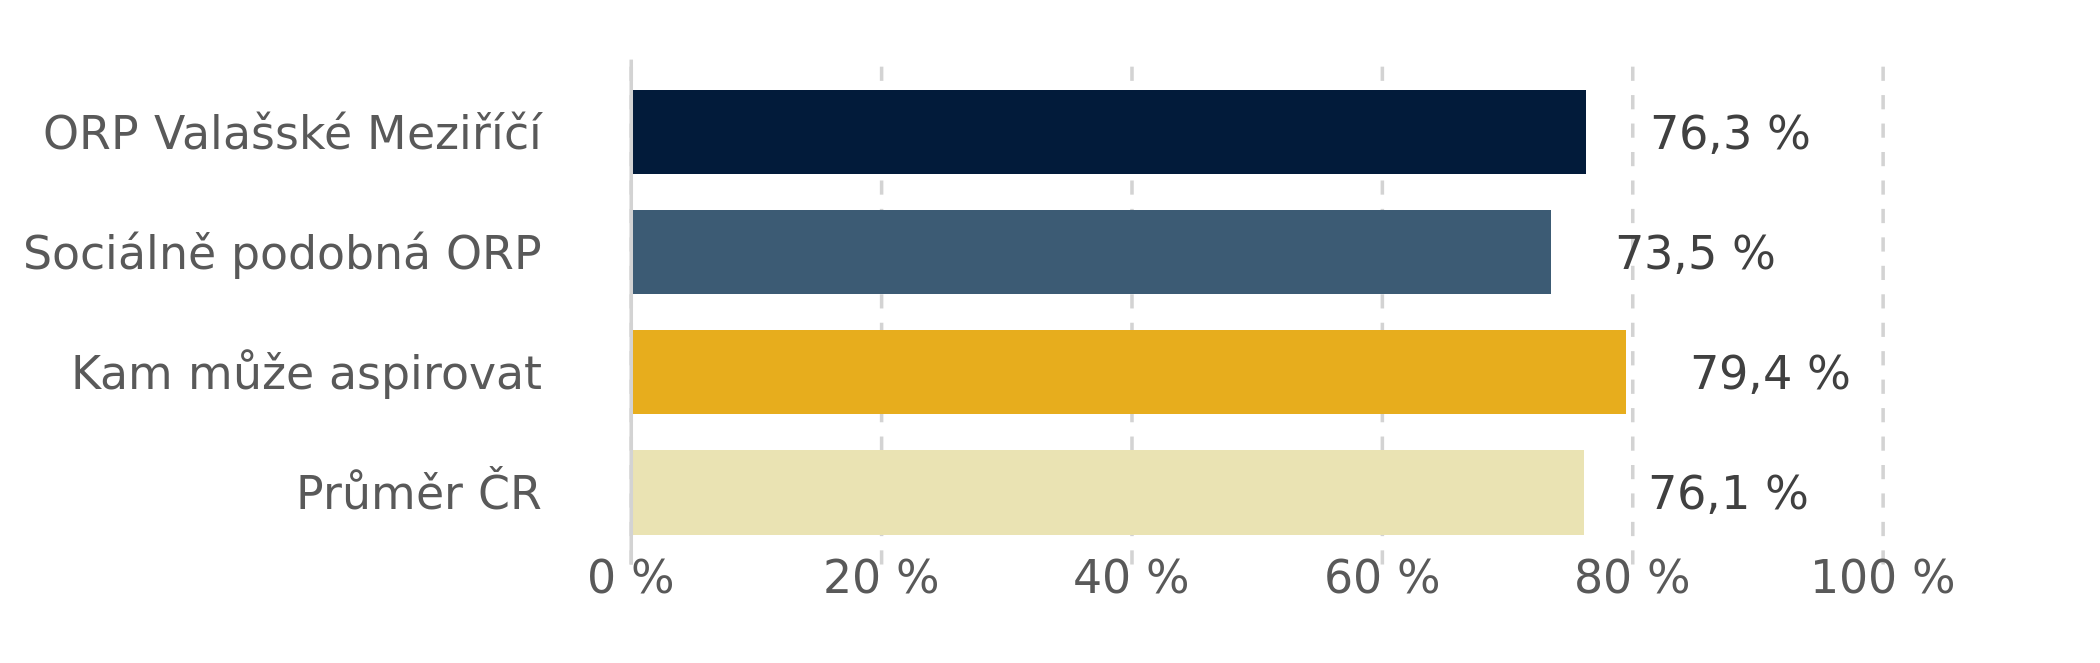 ORP Valašské Meziříčí
76,3 %
Sociálně podobná ORP
73,5 %
Kam může aspirovat
79,4 %
Průměr ČR
76,1 %
0 % 20 % 40 % 60 % 80 % 100 %